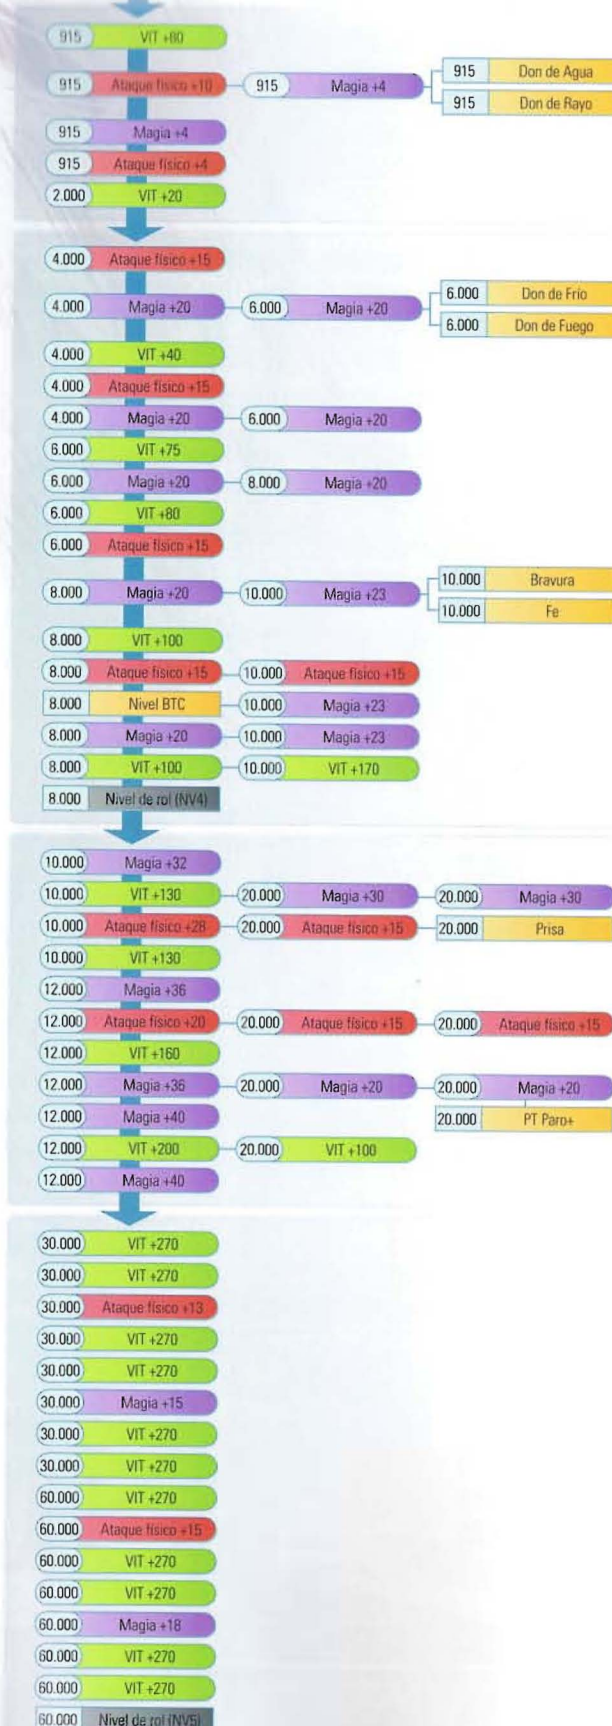 915 VIT +80
915 Ataque físico +10 915 Magia +4 915 Don de Agua
915 Don de Rayo
915 Magia +4
915 Ataque físico +4
2.000 VIT +20
4.000 Ataque físico +15
4.000 Magia +20 6.000 Magia +20 6.000 Don de Frío
6.000 Don de Fuego
4.000 VIT +40
4.000 Ataque físico +15
4.000 Magia +20 6.000 Magia +20
6.000 VIT +75
6.000 Magia +20 8.000 Magia +20
6.000 VIT +80
6.000 Ataque físico +15
8.000 Magia +20 10.000 Magia +23 10.000 Bravura
10.000 Fe
8.000 VIT +100
8.000 Ataque físico +15 10.000 Ataque físico +15
8.000 Nivel BTC 10.000 Magia +23
8.000 Magia +20 10.000 Magia +23
8.000 VIT +100 10.000 VIT +170
8.000 Nivel de rol (NV4)
10.000 Magia +32
10.000 VIT +130 20.000 Magia +30 20.000 Magia +30
10.000 Ataque físico +28 20.000 Ataque físico +15 20.000 Prisa
10.000 VIT +130
12.000 Magia +36
12.000 Ataque físico +20 20.000 Ataque físico +15 20.000 Ataque físico +15
12.000 VIT +160
12.000 Magia +36 20.000 Magia +20 20.000 Magia +20
12.000 Magia +40 20.000 PT Paro+
12.000 VIT +200 20.000 VIT +100
12.000 Magia +40
30.000 VIT +270
30.000 VIT +270
30.000 Ataque físico +13
30.000 VIT +270
30.000 VIT +270
30.000 Magia +15
30.000 VIT +270
30.000 VIT +270
60.000 VIT +270
60.000 Ataque físico +15
60.000 VIT +270
60.000 VIT +270
60.000 Magia +18
60.000 VIT +270
60.000 VIT +270
60.000 Nivel de rol (NV5)